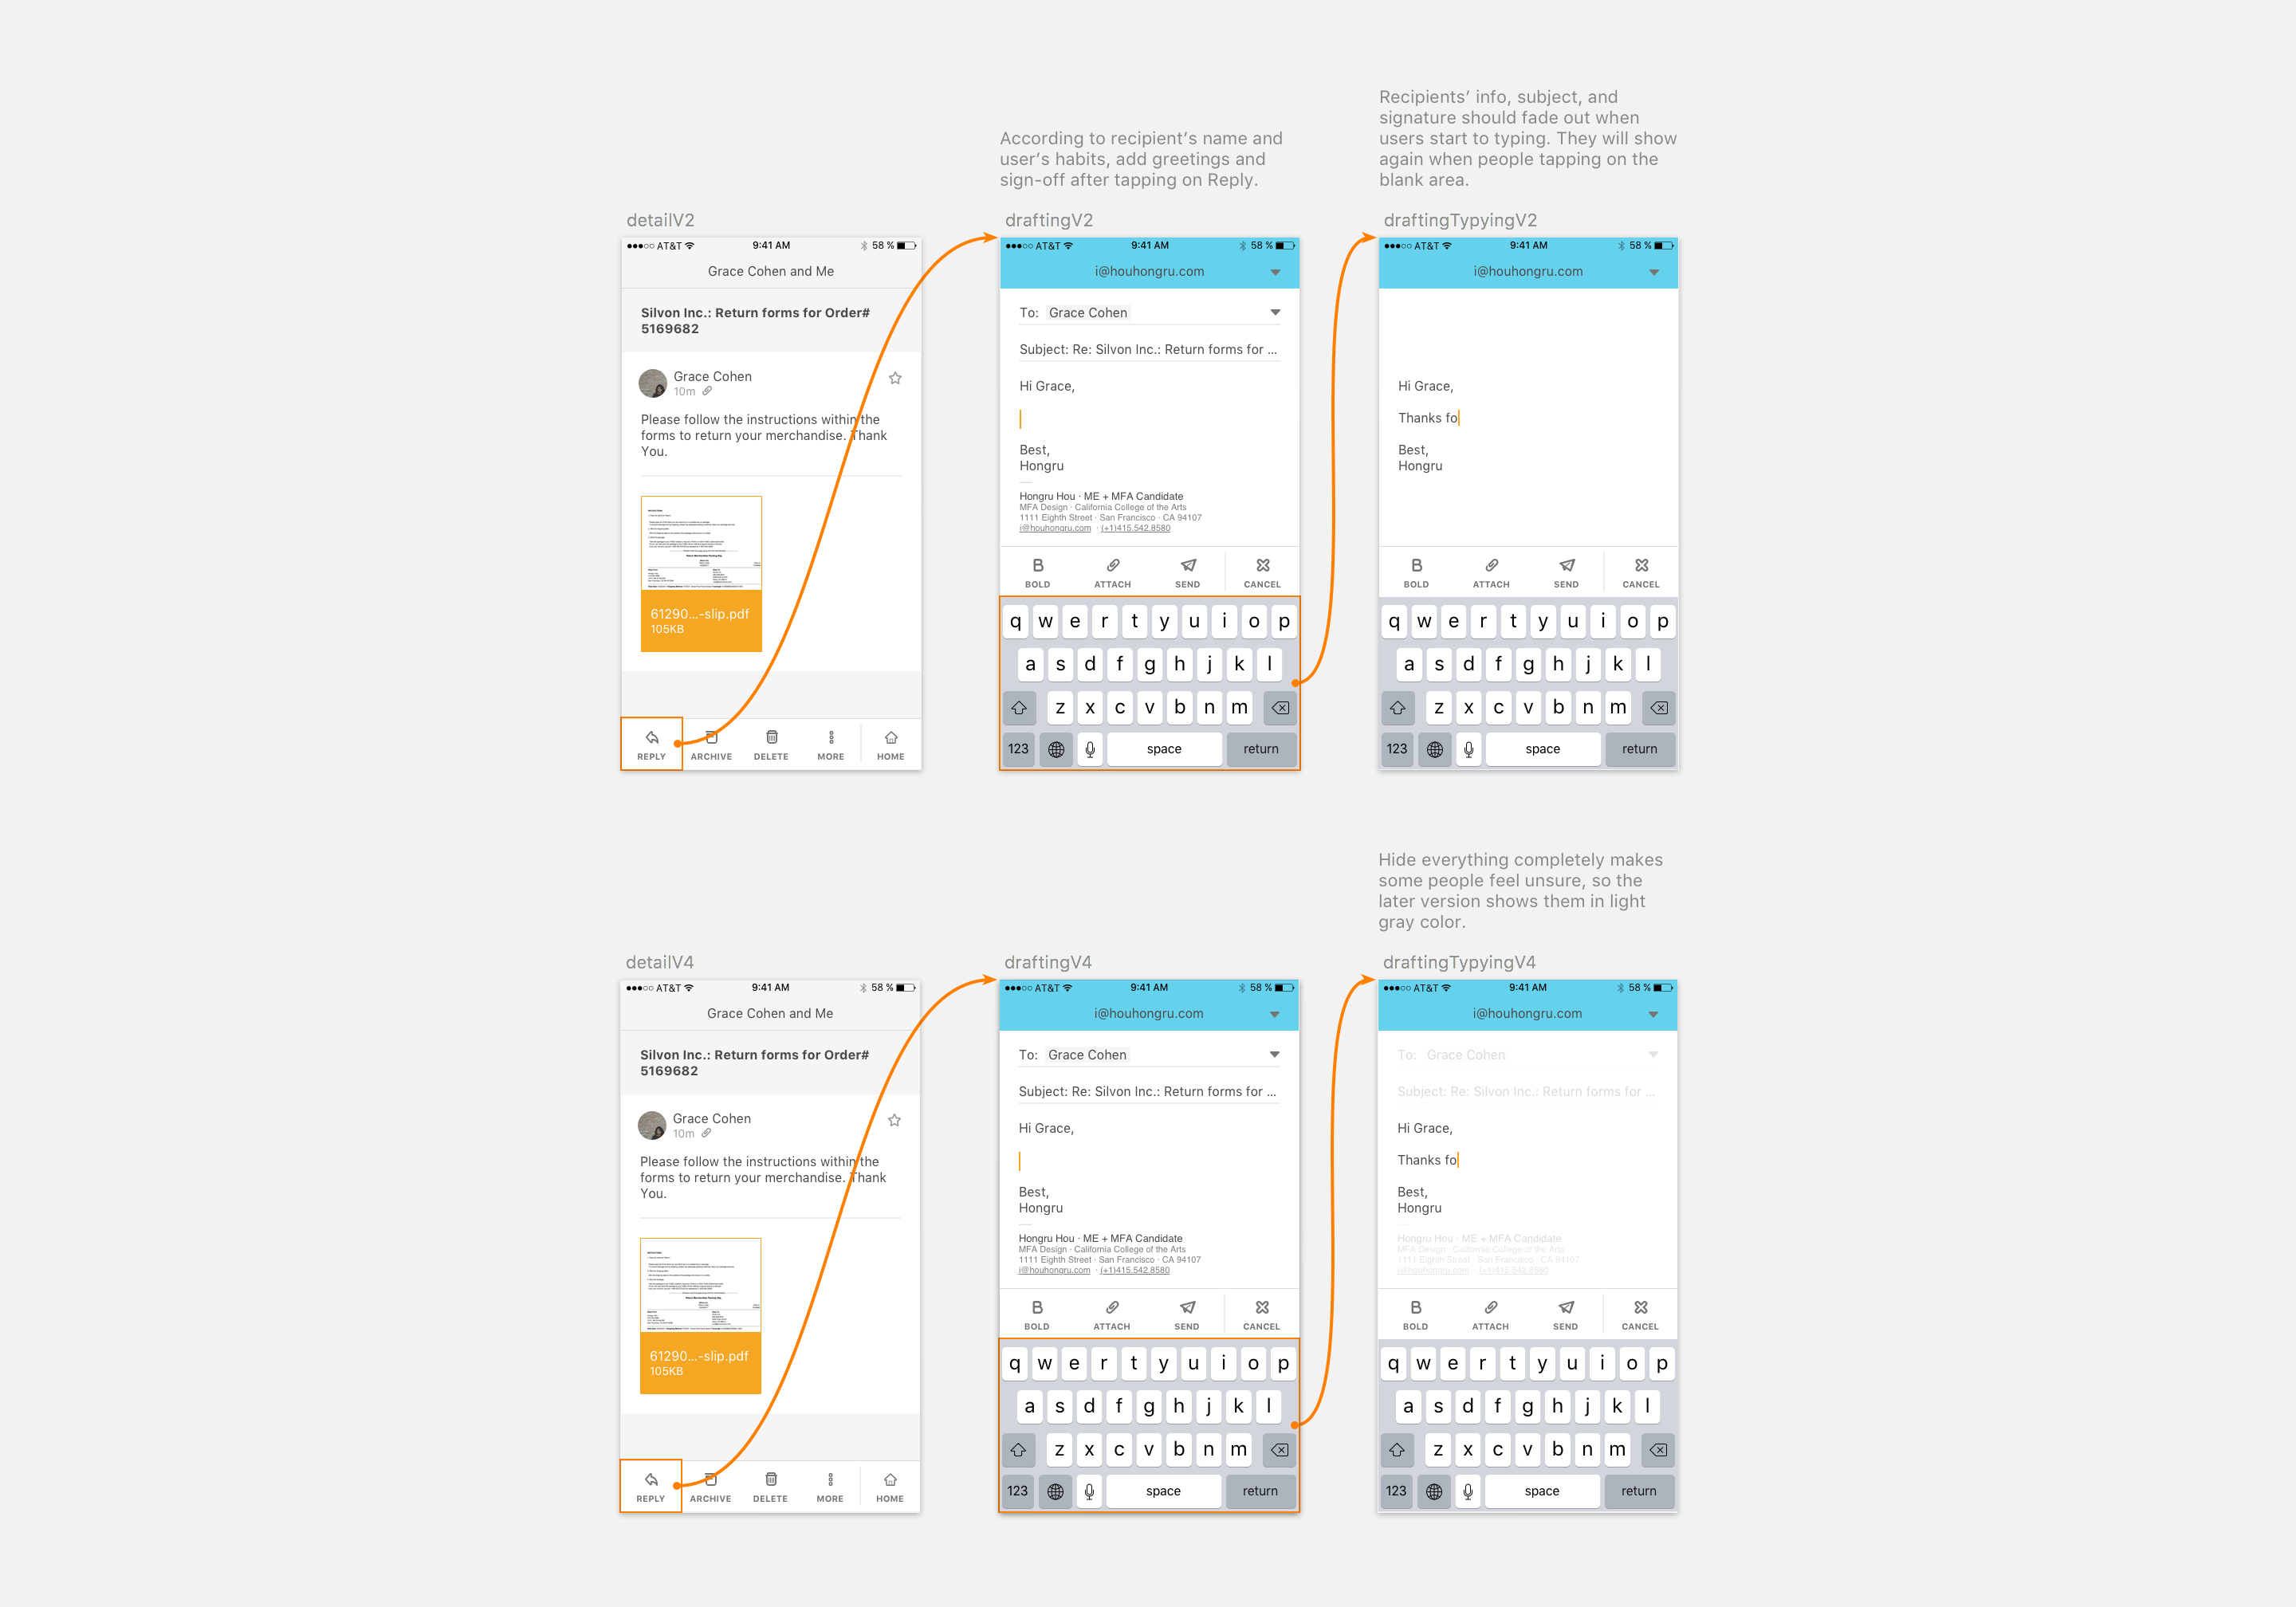 Recipients’ info, subject, and
signature should fade out when
users start to typing. They will show
again when people tapping on the
blank area.
According to recipient’s name and
user’s habits, add greetings and
sign-off after tapping on Reply.
detailV2
AT&T 9:41 AM 58 %
Grace Cohen and Me
Silvon Inc.: Return forms for Order#
5169682
Grace Cohen
10m
Please follow the instructions within the
forms to return your merchandise. Thank
You.
61290...-slip.pdf
105KB
REPLY ARCHIVE DELETE MORE HOME
draftingV2
AT&T 9:41 AM 58 %
i@houhongru.com
To: Grace Cohen
Subject: Re: Silvon Inc.: Return forms for ...
Hi Grace,
Best,
Hongru
Hongru Hou · ME + MFA Candidate
MFA Design · California College of the Arts
1111 Eighth Street · San Francisco · CA 94107
i@houhongru.com · (+1)415.542.8580
BOLD ATTACH SEND CANCEL
q w e r t y u i o p
a s d f g h j k l
z x c v b n m
123 space return
draftingTypyingV2
AT&T 9:41 AM 58 %
i@houhongru.com
Hi Grace,
Thanks fo
Best,
Hongru
BOLD ATTACH SEND CANCEL
q w e r t y u i o p
a s d f g h j k l
z x c v b n m
123 space return
Hide everything completely makes
some people feel unsure, so the
later version shows them in light
gray color.
detailV4
AT&T 9:41 AM 58 %
Grace Cohen and Me
Silvon Inc.: Return forms for Order#
5169682
Grace Cohen
10m
Please follow the instructions within the
forms to return your merchandise. Thank
You.
61290...-slip.pdf
105KB
REPLY ARCHIVE DELETE MORE HOME
draftingV4
AT&T 9:41 AM 58 %
i@houhongru.com
To: Grace Cohen
Subject: Re: Silvon Inc.: Return forms for ...
Hi Grace,
Best,
Hongru
Hongru Hou · ME + MFA Candidate
MFA Design · California College of the Arts
1111 Eighth Street · San Francisco · CA 94107
i@houhongru.com · (+1)415.542.8580
BOLD ATTACH SEND CANCEL
q w e r t y u i o p
a s d f g h j k l
z x c v b n m
123 space return
draftingTypyingV4
AT&T 9:41 AM 58 %
i@houhongru.com
To: Grace Cohen
Subject: Re: Silvon Inc.: Return forms for ...
Hi Grace,
Thanks fo
Best,
Hongru
Hongru Hou · ME + MFA Candidate
MFA Design · California College of the Arts
1111 Eighth Street · San Francisco · CA 94107
i@houhongru.com · (+1)415.542.8580
BOLD ATTACH SEND CANCEL
q w e r t y u i o p
a s d f g h j k l
z x c v b n m
123 space return